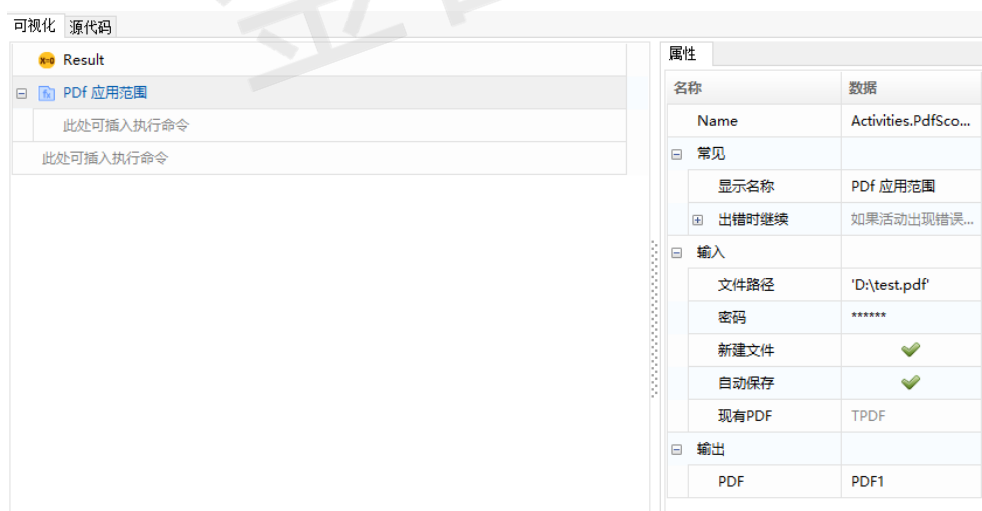 可视化 源代码
Result
PDf 应用范围
此处可插入执行命令
此处可插入执行命令
属性
名称 数据
Name Activities.PdfSco...
常见
显示名称 PDf 应用范围
出错时继续 如果活动出现错误...
输入
文件路径 'D:\test.pdf'
密码 ******
新建文件
自动保存
现有PDF TPDF
输出
PDF PDF1